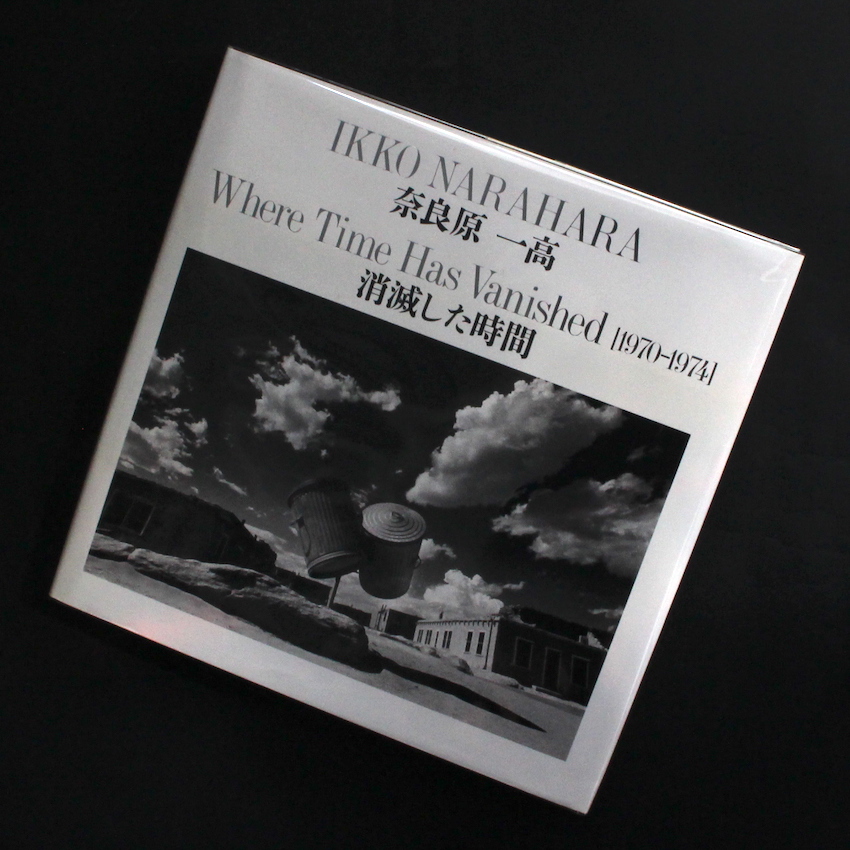 IKKO NARAHARA
奈良原 一高
Where Time Has Vanished [1970-1974]
消滅した時間